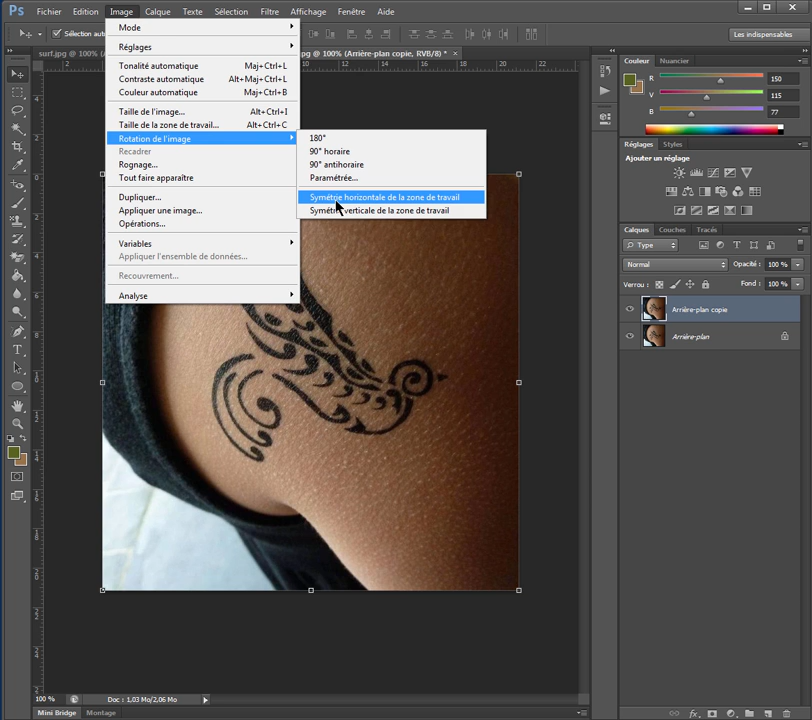 Ps
Fichier Edition Image Calque Texte Sélection Filtre Affichage Fenêtre Aide
Sélection auto
Les indispensables
surf.jpg @ 100%
.jpg @ 100% (Arrière-plan copie, RVB/8) * ×
Mode
Réglages
Tonalité automatique Maj+Ctrl+L
Contraste automatique Alt+Maj+Ctrl+L
Couleur automatique Maj+Ctrl+B
Taille de l'image... Alt+Ctrl+I
Taille de la zone de travail... Alt+Ctrl+C
Rotation de l'image
Recadrer
Rognage...
Tout faire apparaître
Dupliquer...
Appliquer une image...
Opérations...
Variables
Appliquer l'ensemble de données...
Recouvrement...
Analyse
180°
90° horaire
90° antihoraire
Paramétrée...
Symétrie horizontale de la zone de travail
Symétrie verticale de la zone de travail
Couleur Nuancier
R 150
V 115
B 77
Réglages Styles
Ajouter un réglage
Calques Couches Tracés
Type
Normal Opacité : 100 %
Verrou : Fond : 100 %
Arrière-plan copie
Arrière-plan
100 % Doc : 1,03 Mo/2,06 Mo
Mini Bridge Montage